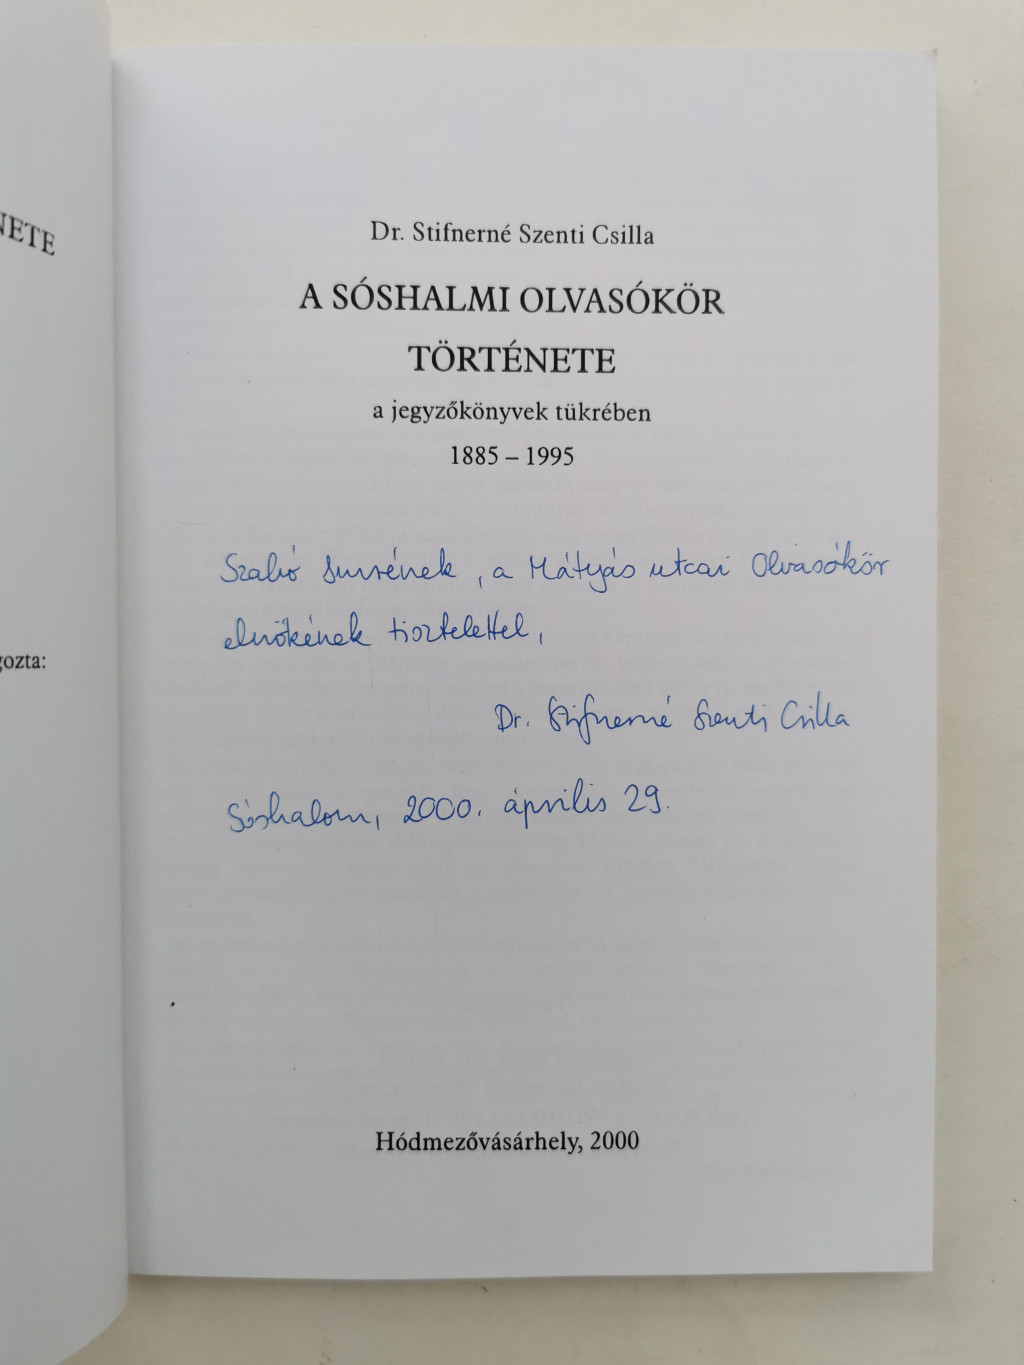 NETE
gozta:
Dr. Stifnerné Szenti Csilla
A SÓSHALMI OLVASÓKÖR
TÖRTÉNETE
a jegyzőkönyvek tükrében
1885 – 1995
Szabó Imrének, a Mátyás utcai Olvasókör
elnökének tisztelettel,
Dr. Stifnerné Szenti Csilla
Sóshalom, 2000. április 29.
Hódmezővásárhely, 2000